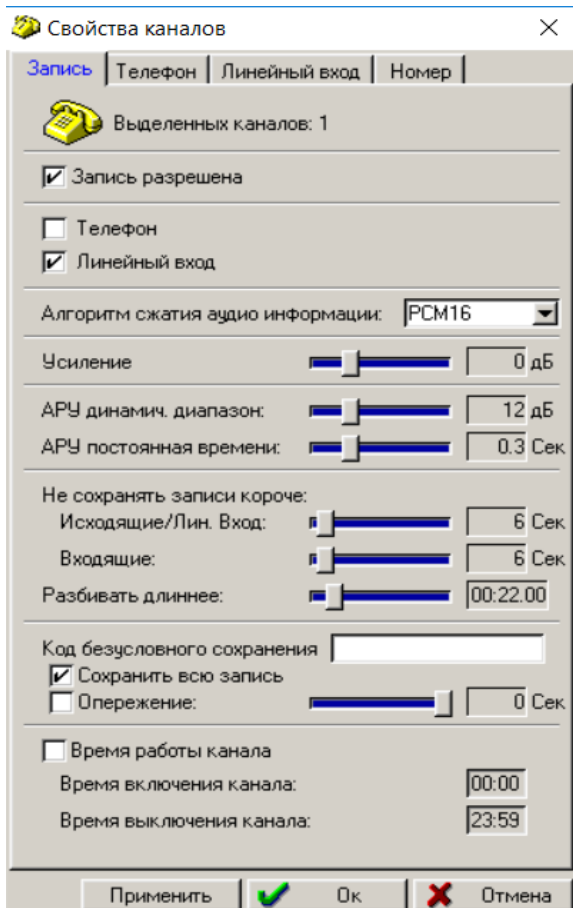 Свойства каналов
Запись Телефон Линейный вход Номер
Выделенных каналов: 1
Запись разрешена
Телефон
Линейный вход
Алгоритм сжатия аудио информации: PCM16
Усиление 0 дБ
АРУ динамич. диапазон: 12 дБ
АРУ постоянная времени: 0.3 Сек
Не сохранять записи короче:
Исходящие/Лин. Вход: 6 Сек
Входящие: 6 Сек
Разбивать длиннее: 00:22.00
Код безусловного сохранения
Сохранить всю запись
Опережение: 0 Сек
Время работы канала
Время включения канала: 00:00
Время выключения канала: 23:59
Применить Ок Отмена